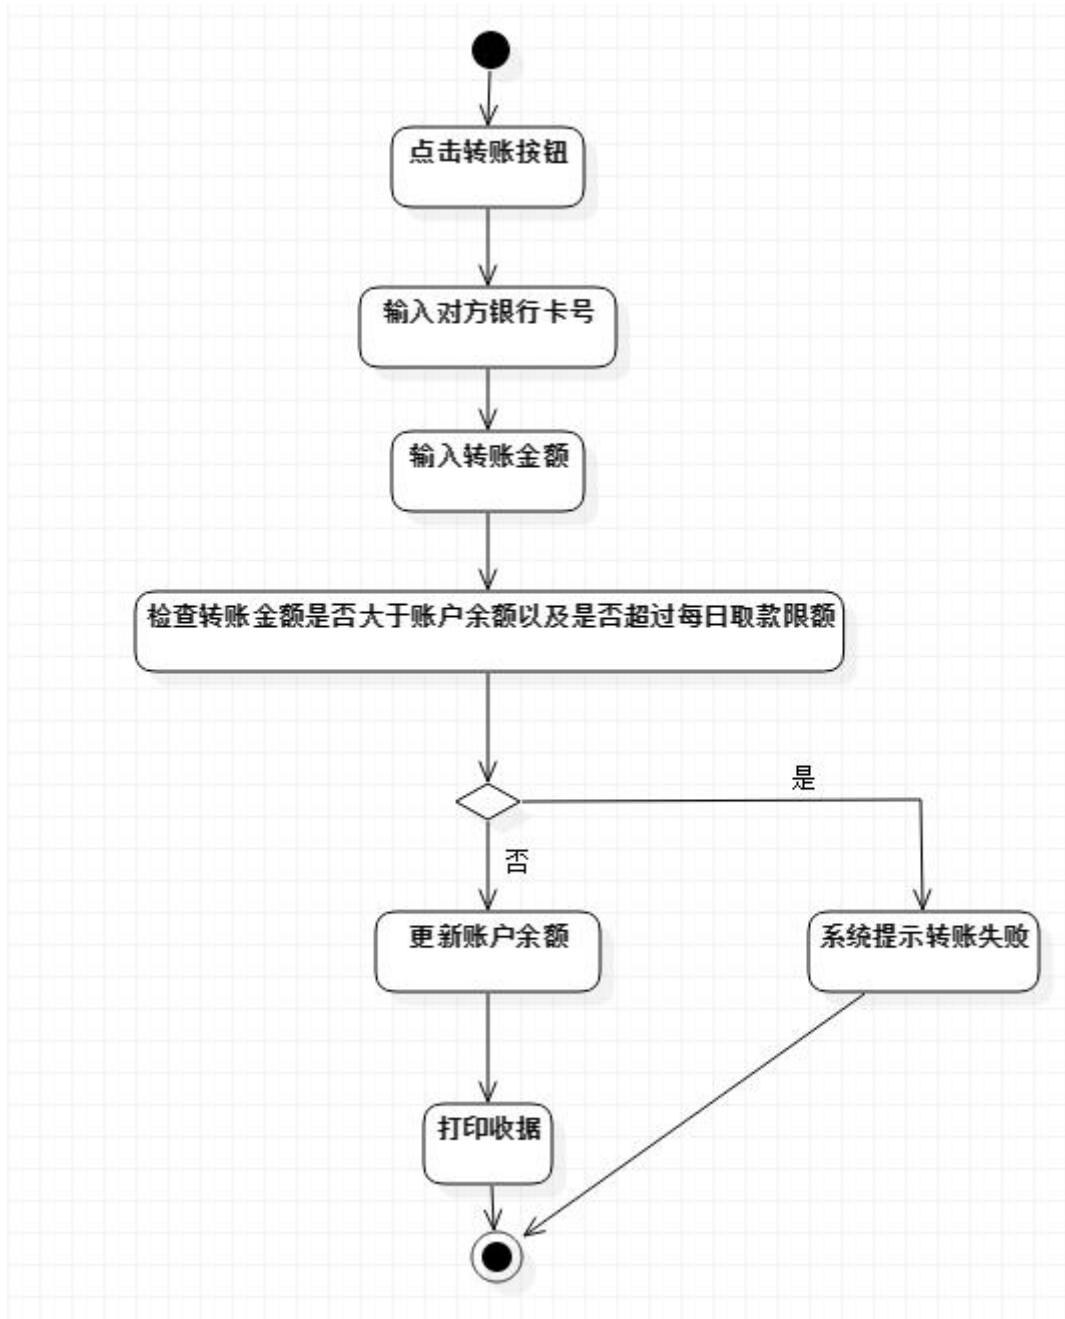 点击转账按钮
输入对方银行卡号
输入转账金额
检查转账金额是否大于账户余额以及是否超过每日取款限额
是
否
更新账户余额
系统提示转账失败
打印收据